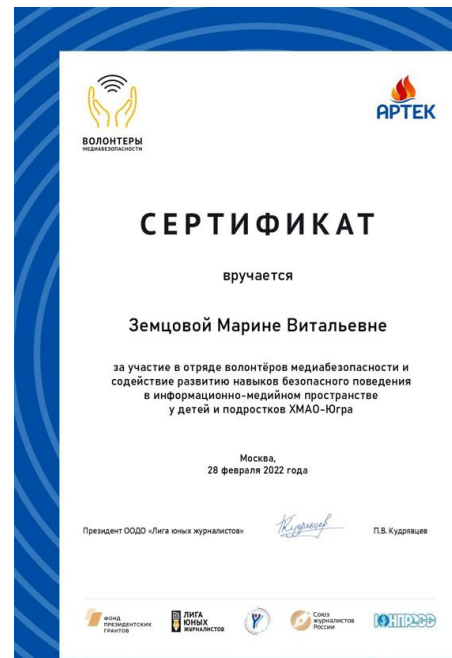 ВОЛОНТЕРЫ
МЕДИАБЕЗОПАСНОСТИ
АРТЕК
СЕРТИФИКАТ
вручается
Земцовой Марине Витальевне
за участие в отряде волонтёров медиабезопасности и
содействие развитию навыков безопасного поведения
в информационно-медийном пространстве
у детей и подростков ХМАО-Югра
Москва,
28 февраля 2022 года
Президент ООДО «Лига юных журналистов»
П.В. Кудрявцев
ФОНД
ПРЕЗИДЕНТСКИХ
ГРАНТОВ
ЛИГА
ЮНЫХ
ЖУРНАЛИСТОВ
Союз
журналистов
России
ЮНПРЕСС